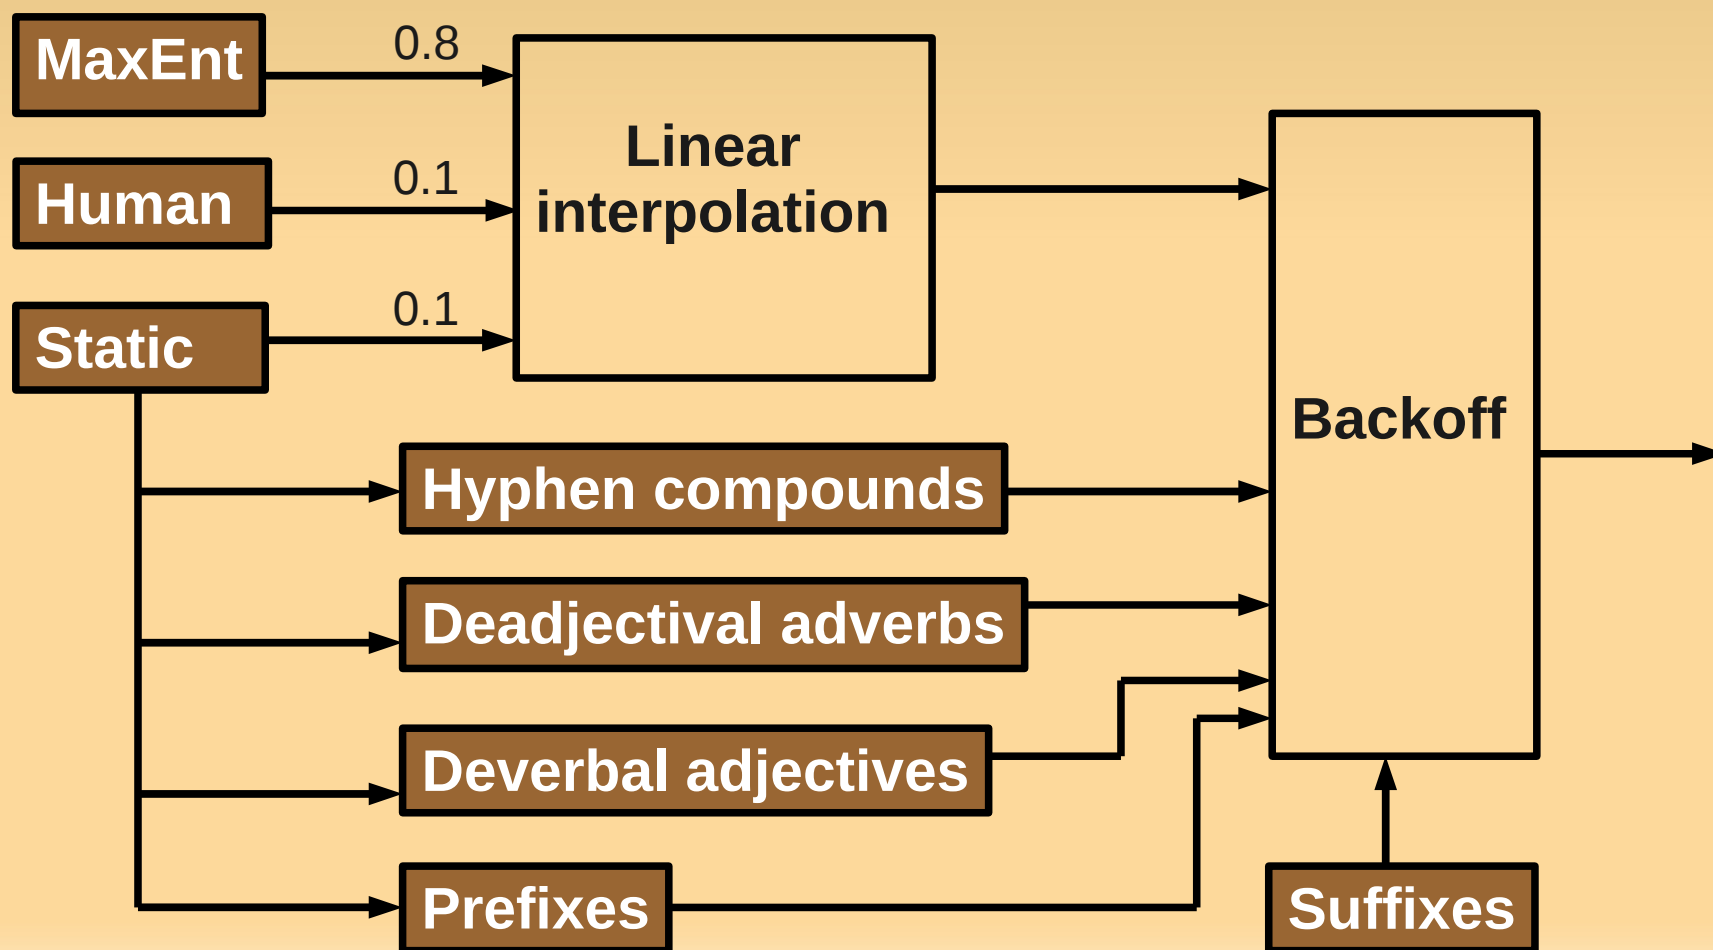 MaxEnt
0.8
Human
0.1
Static
0.1
Linear
interpolation
Backoff
Hyphen compounds
Deadjectival adverbs
Deverbal adjectives
Prefixes
Suffixes